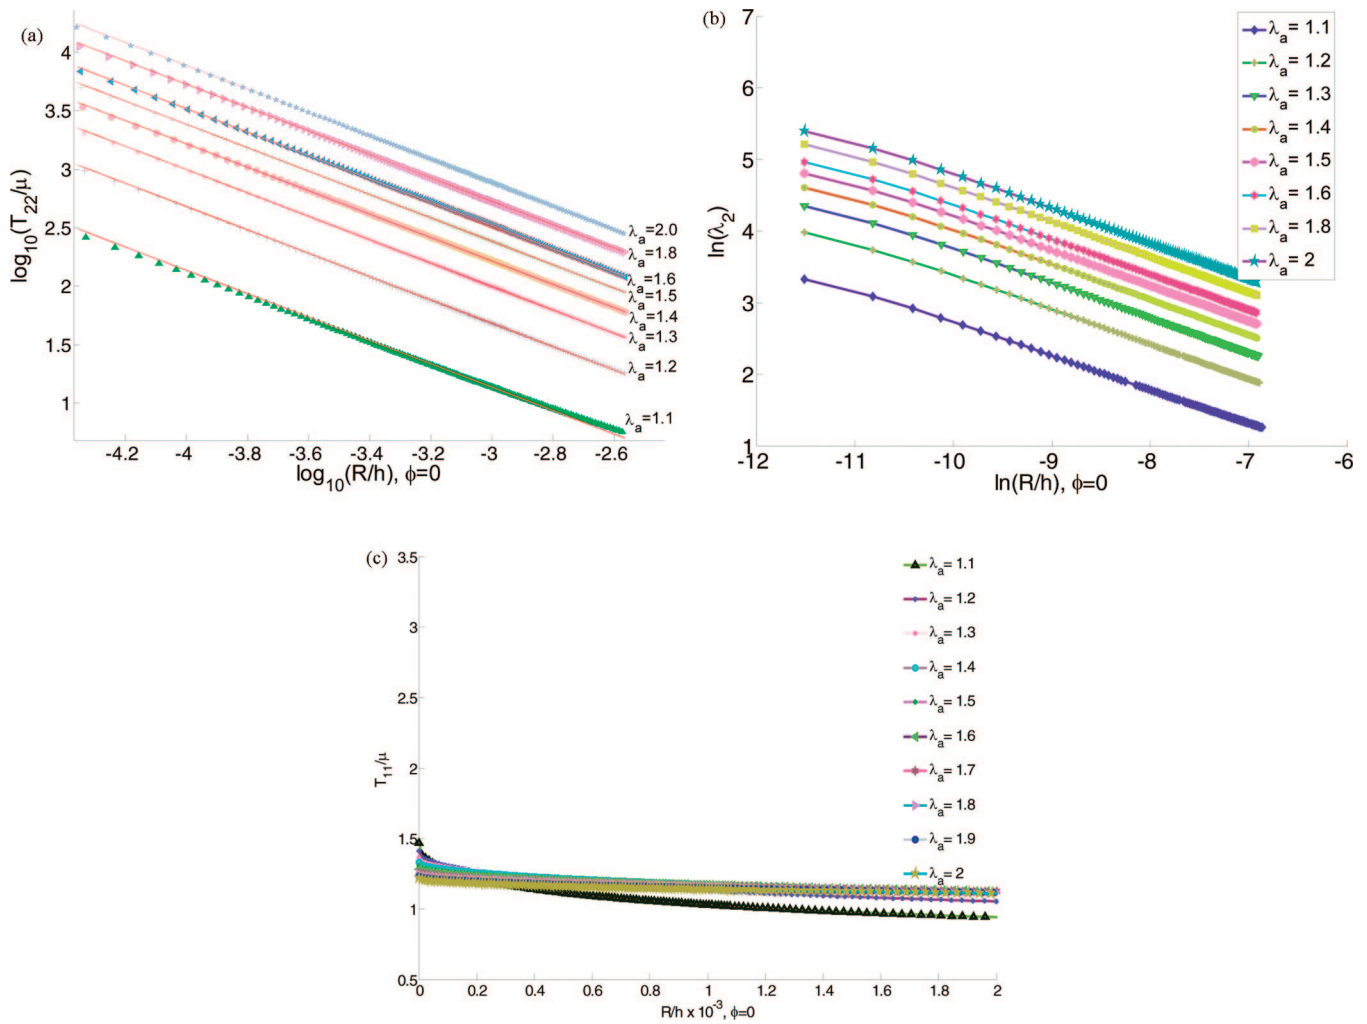 (a)
log10(T22/μ)
4
3.5
3
2.5
2
1.5
1
λa=2.0
λa=1.8
λa=1.6
λa=1.5
λa=1.4
λa=1.3
λa=1.2
λa=1.1
-4.2 -4 -3.8 -3.6 -3.4 -3.2 -3 -2.8 -2.6
log10(R/h), ϕ=0
(b)
ln(λ2)
7
6
5
4
3
2
1
λa= 1.1
λa= 1.2
λa= 1.3
λa= 1.4
λa= 1.5
λa= 1.6
λa= 1.8
λa= 2
-12 -11 -10 -9 -8 -7 -6
ln(R/h), ϕ=0
(c)
T11/μ
3.5
3
2.5
2
1.5
1
0.5
λa= 1.1
λa= 1.2
λa= 1.3
λa= 1.4
λa= 1.5
λa= 1.6
λa= 1.7
λa= 1.8
λa= 1.9
λa= 2
0 0.2 0.4 0.6 0.8 1 1.2 1.4 1.6 1.8 2
R/h x 10-3, ϕ=0